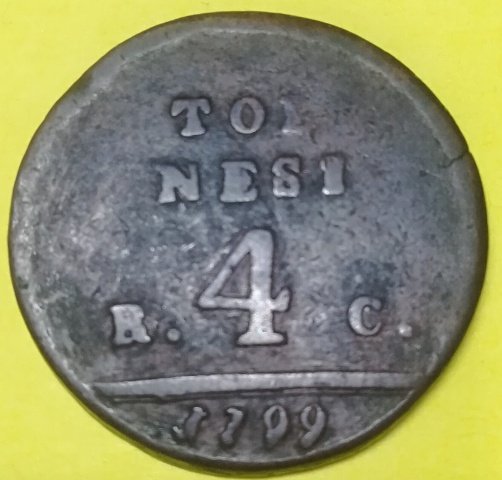 TOR
NESI
4
R. C.
1799